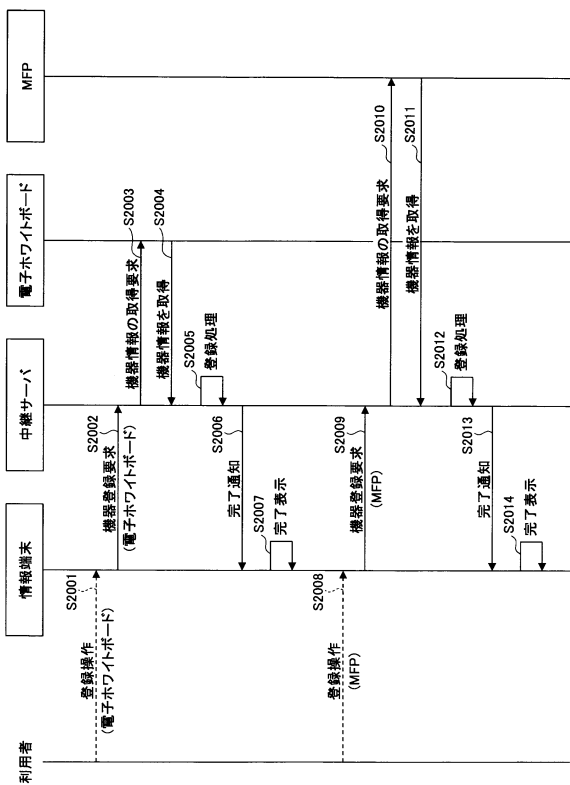 利用者
情報端末
中継サーバ
電子ホワイトボード
MFP
S2001
登録操作
(電子ホワイトボード)
S2002
機器登録要求
(電子ホワイトボード)
S2003
機器情報の取得要求
S2004
機器情報を取得
S2005
登録処理
S2006
完了通知
S2007
完了表示
S2008
登録操作
(MFP)
S2009
機器登録要求
(MFP)
S2010
機器情報の取得要求
S2011
機器情報を取得
S2012
登録処理
S2013
完了通知
S2014
完了表示